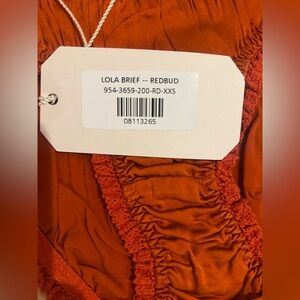 LOLA BRIEF -- REDBUD
954-3659-200-RD-XXS
08113265